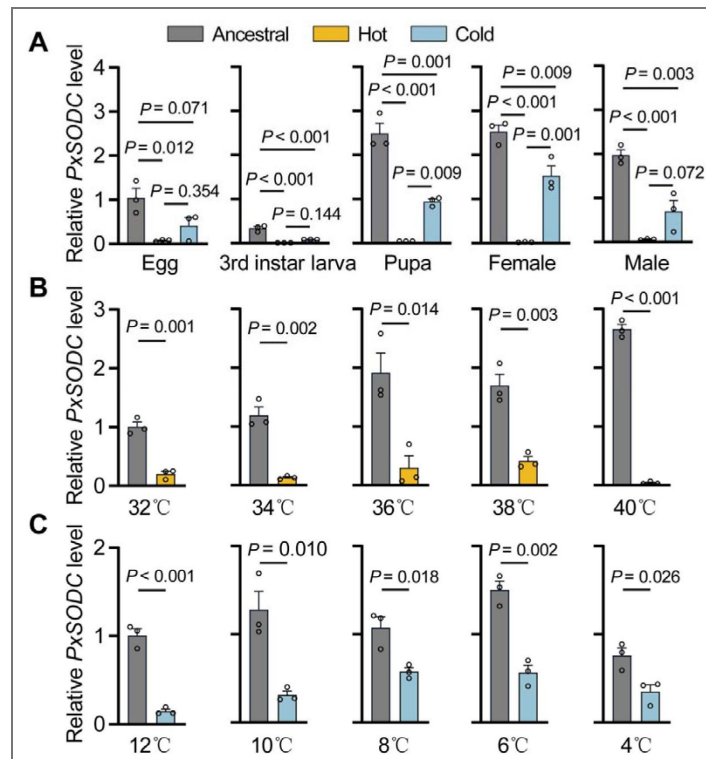 A
Ancestral Hot Cold
Relative PxSODC level
4
3
2
1
0
P = 0.071
P = 0.012
P = 0.354
Egg
P < 0.001
P < 0.001
P = 0.144
3rd instar larva
P = 0.001
P < 0.001
P = 0.009
Pupa
P = 0.009
P < 0.001
P = 0.001
Female
P = 0.003
P < 0.001
P = 0.072
Male
B
Relative PxSODC level
3
2
1
0
P = 0.001
32℃
P = 0.002
34℃
P = 0.014
36℃
P = 0.003
38℃
P < 0.001
40℃
C
Relative PxSODC level
2
1
0
P < 0.001
12℃
P = 0.010
10℃
P = 0.018
8℃
P = 0.002
6℃
P = 0.026
4℃